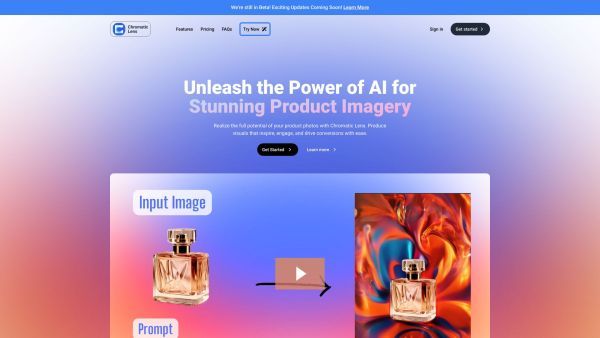 We're still in Beta! Exciting Updates Coming Soon! Learn More
Chromatic
Lens
Features
Pricing
FAQs
Try Now
Sign in
Get started
Unleash the Power of AI for
Stunning Product Imagery
Realize the full potential of your product photos with Chromatic Lens. Produce
visuals that inspire, engage, and drive conversions with ease.
Get Started
Learn more
Input Image
Prompt